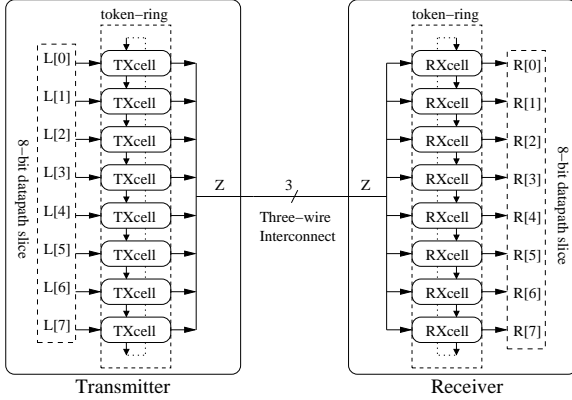 token-ring
token-ring
L[0] TXcell RXcell R[0]
L[1] TXcell RXcell R[1]
L[2] TXcell RXcell R[2]
L[3] TXcell RXcell R[3]
8-bit datapath slice
Z 3 Z
8-bit datapath slice
L[4] TXcell Three-wire RXcell R[4]
Interconnect
L[5] TXcell RXcell R[5]
L[6] TXcell RXcell R[6]
L[7] TXcell RXcell R[7]
Transmitter
Receiver